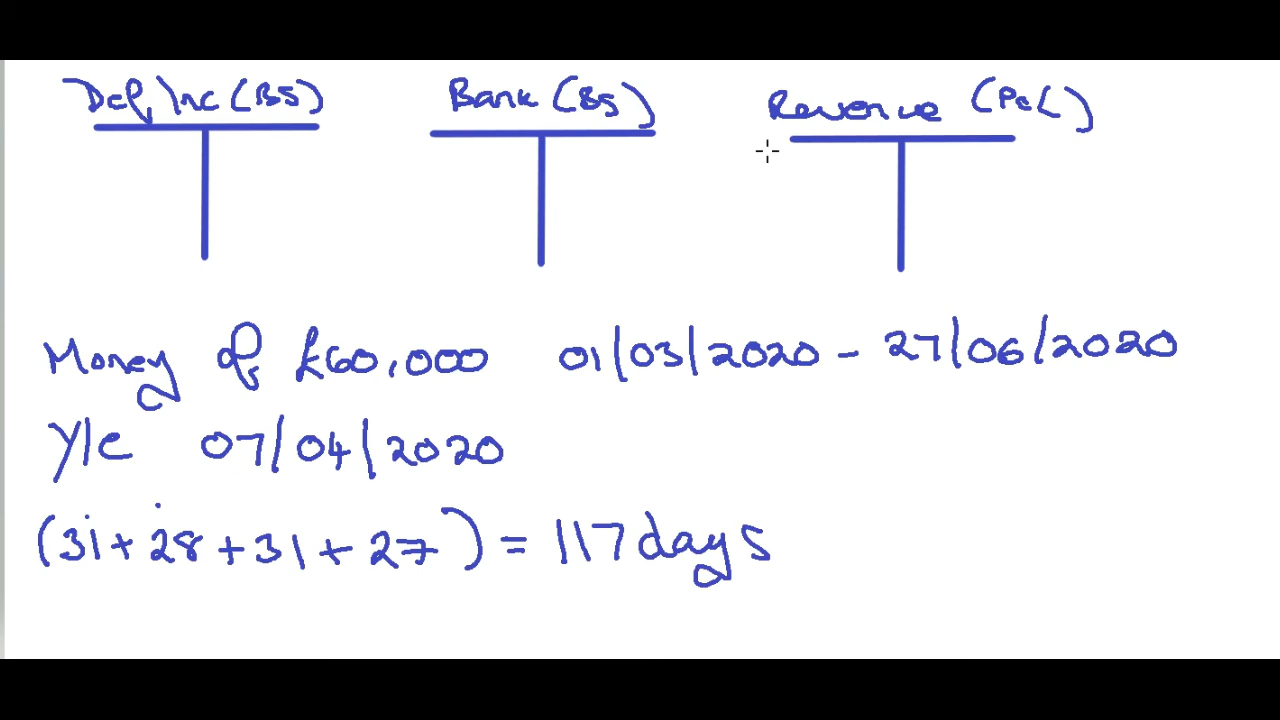 Def Inc (BS) Bank (BS) Revenue (P&L)
Money of £60,000 01/03/2020 - 27/06/2020
Y/E 07/04/2020
(31 + 28 + 31 + 27) = 117 days